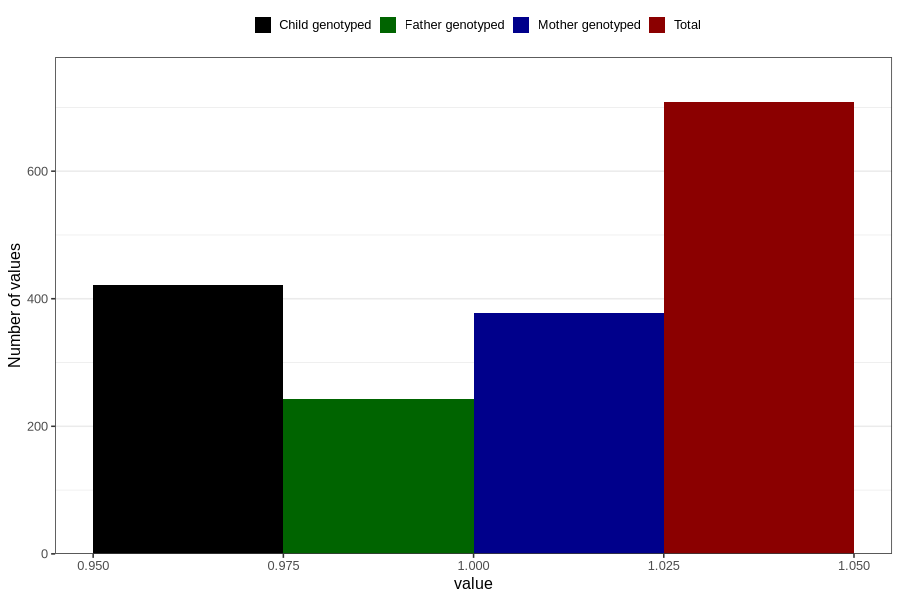 Child genotyped Father genotyped Mother genotyped Total
Number of values
600
400
200
0
0.950 0.975 1.000 1.025 1.050
value